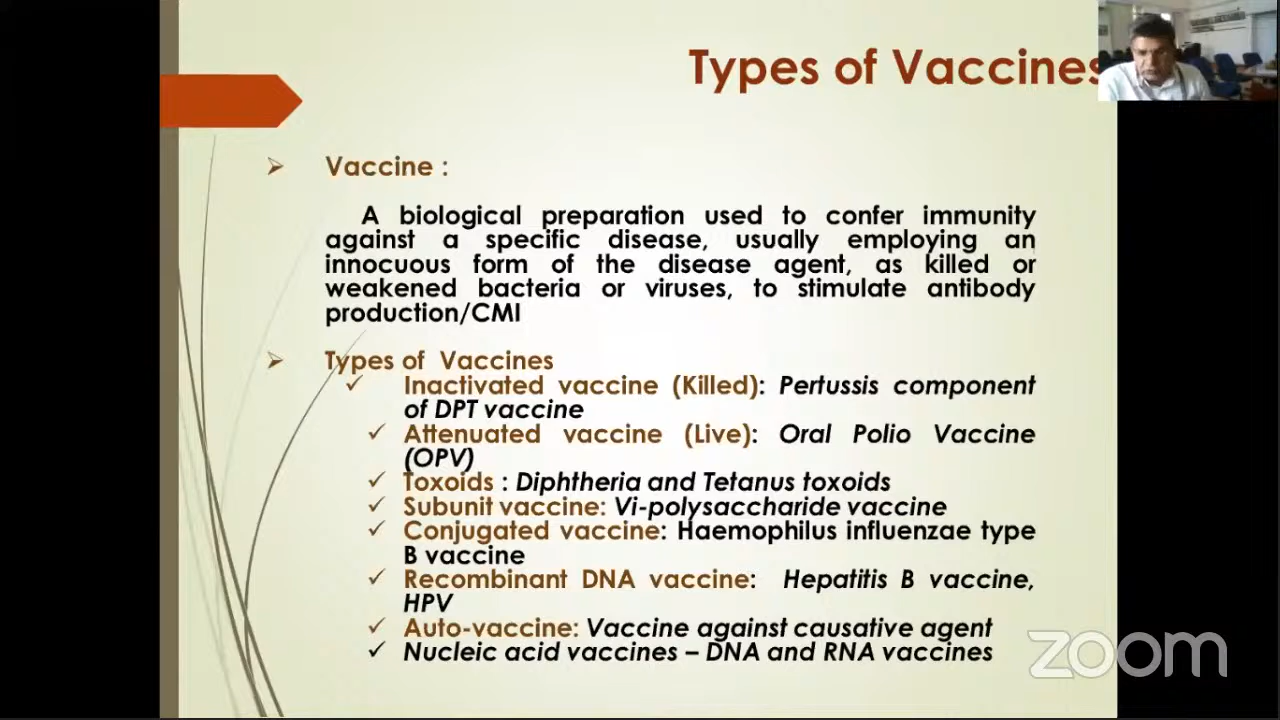 Types of Vaccines
➢ Vaccine :
A biological preparation used to confer immunity
against a specific disease, usually employing an
innocuous form of the disease agent, as killed or
weakened bacteria or viruses, to stimulate antibody
production/CMI
➢ Types of Vaccines
✓ Inactivated vaccine (Killed): Pertussis component
of DPT vaccine
✓ Attenuated vaccine (Live): Oral Polio Vaccine
(OPV)
✓ Toxoids : Diphtheria and Tetanus toxoids
✓ Subunit vaccine: Vi-polysaccharide vaccine
✓ Conjugated vaccine: Haemophilus influenzae type
B vaccine
✓ Recombinant DNA vaccine: Hepatitis B vaccine,
HPV
✓ Auto-vaccine: Vaccine against causative agent
✓ Nucleic acid vaccines – DNA and RNA vaccines
zoom